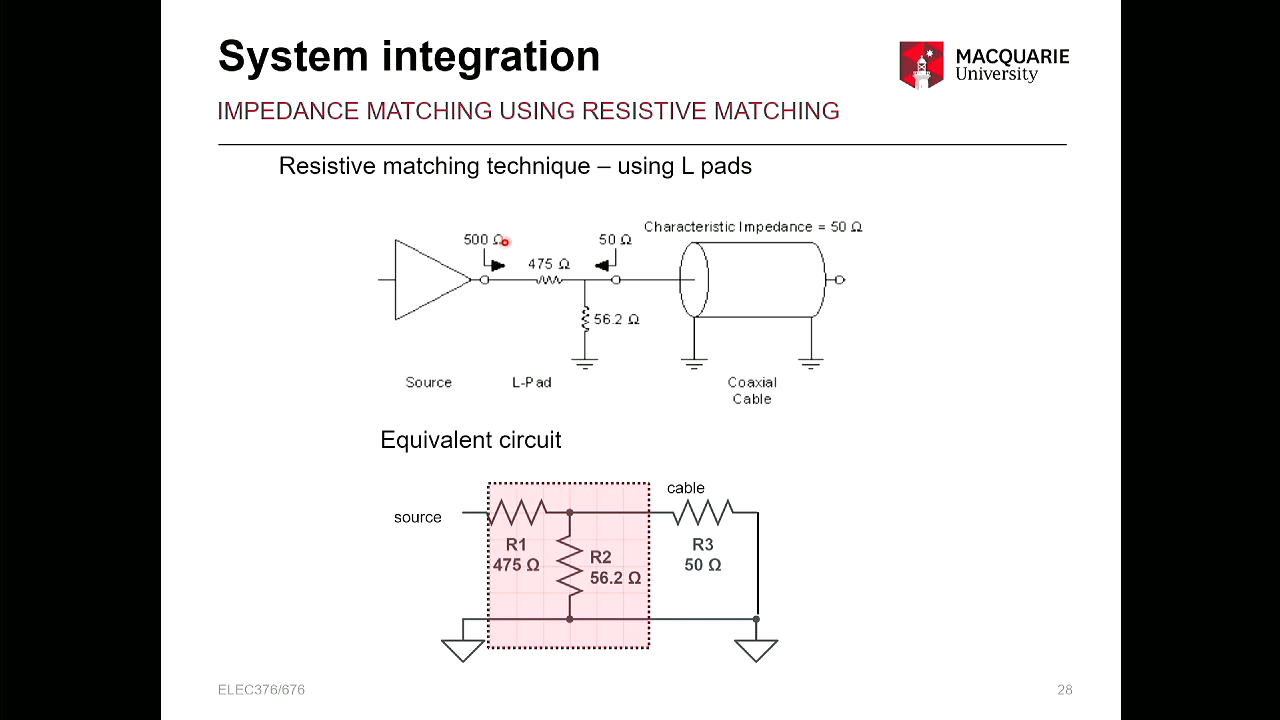 System integration
MACQUARIE
University
IMPEDANCE MATCHING USING RESISTIVE MATCHING
Resistive matching technique – using L pads
Characteristic Impedance = 50 Ω
500 Ω
50 Ω
475 Ω
56.2 Ω
Source
L-Pad
Coaxial
Cable
Equivalent circuit
cable
source
R1
475 Ω
R2
56.2 Ω
R3
50 Ω
ELEC376/676
28